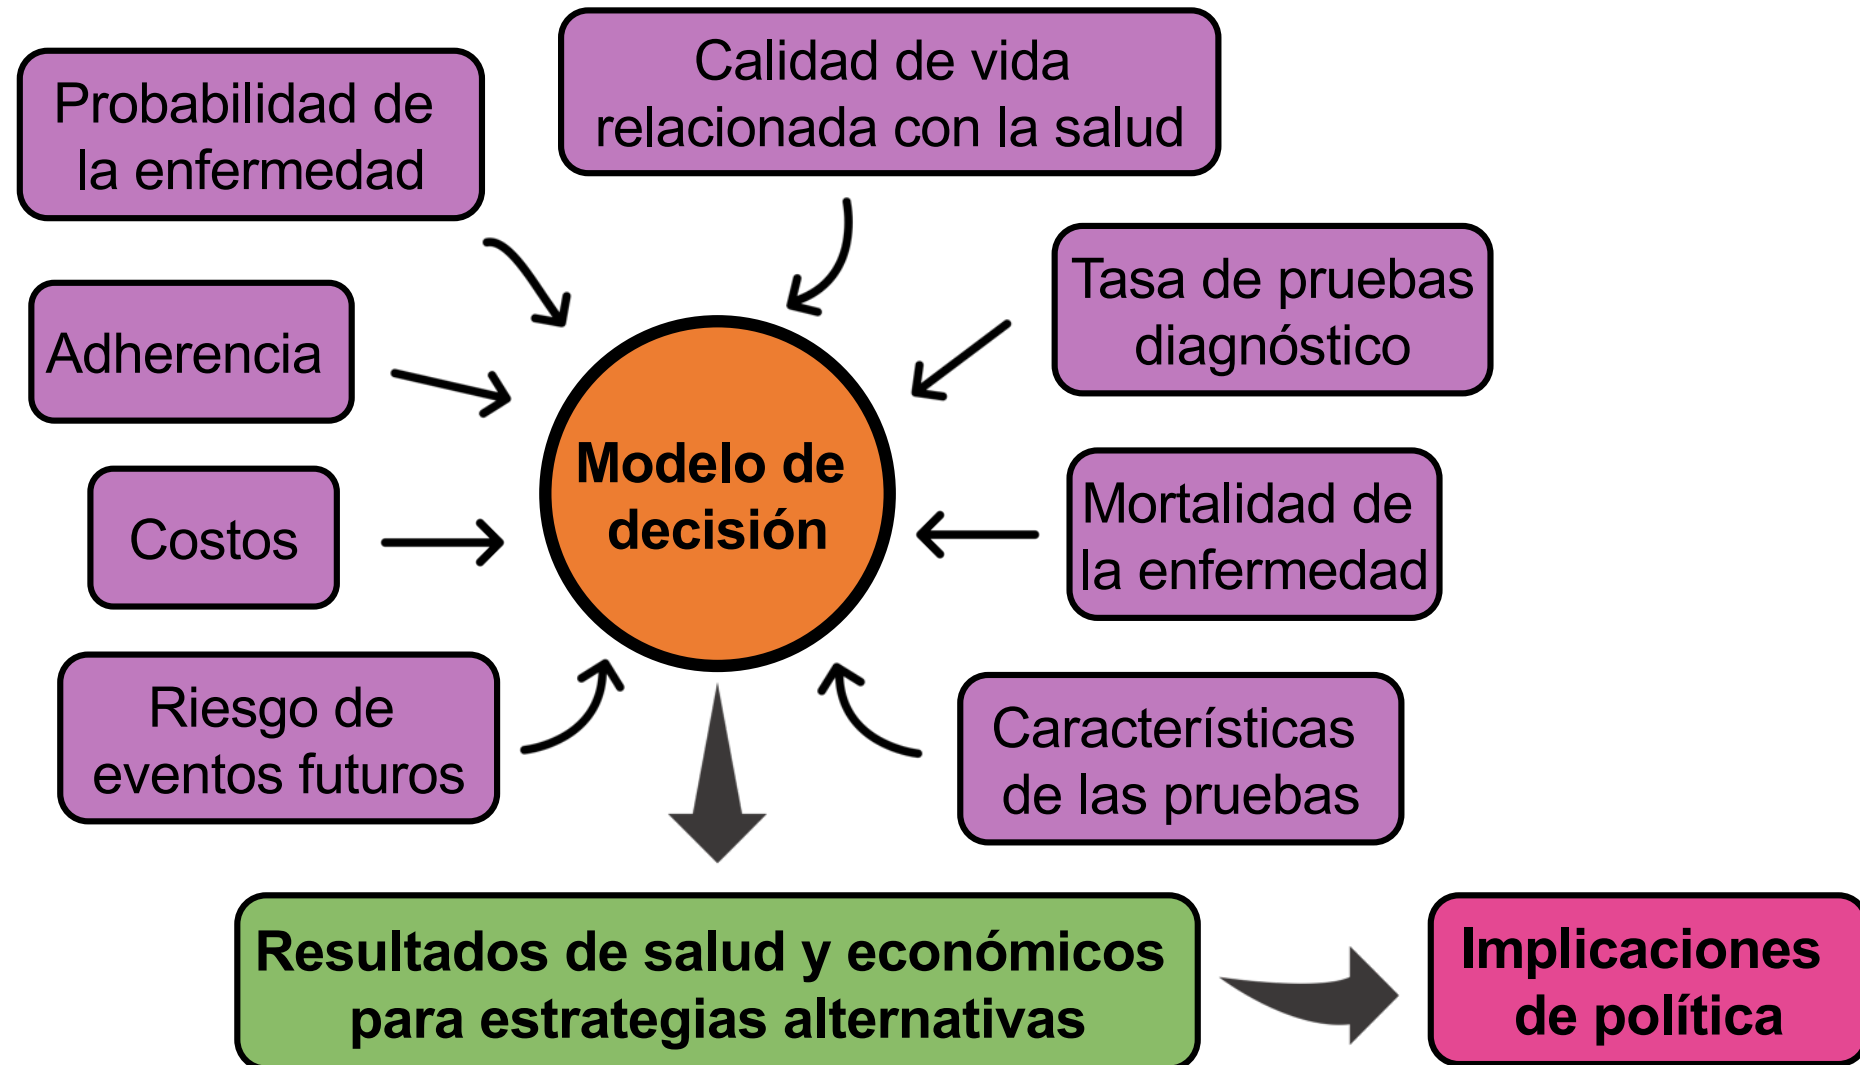 Probabilidad de
la enfermedad
Calidad de vida
relacionada con la salud
Adherencia
Tasa de pruebas
diagnóstico
Costos
Modelo de
decisión
Mortalidad de
la enfermedad
Riesgo de
eventos futuros
Características
de las pruebas
Resultados de salud y económicos
para estrategias alternativas
Implicaciones
de política